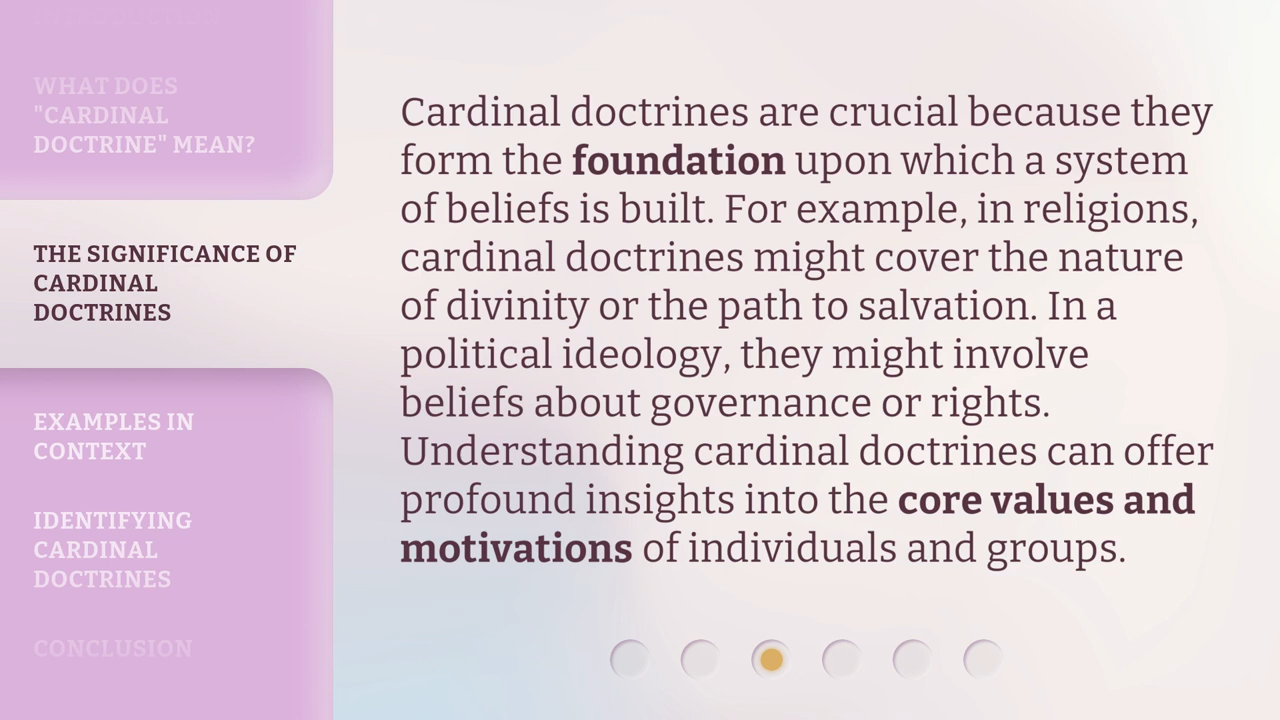 INTRODUCTION
WHAT DOES
"CARDINAL
DOCTRINE" MEAN?
THE SIGNIFICANCE OF
CARDINAL
DOCTRINES
EXAMPLES IN
CONTEXT
IDENTIFYING
CARDINAL
DOCTRINES
CONCLUSION
Cardinal doctrines are crucial because they
form the foundation upon which a system
of beliefs is built. For example, in religions,
cardinal doctrines might cover the nature
of divinity or the path to salvation. In a
political ideology, they might involve
beliefs about governance or rights.
Understanding cardinal doctrines can offer
profound insights into the core values and
motivations of individuals and groups.